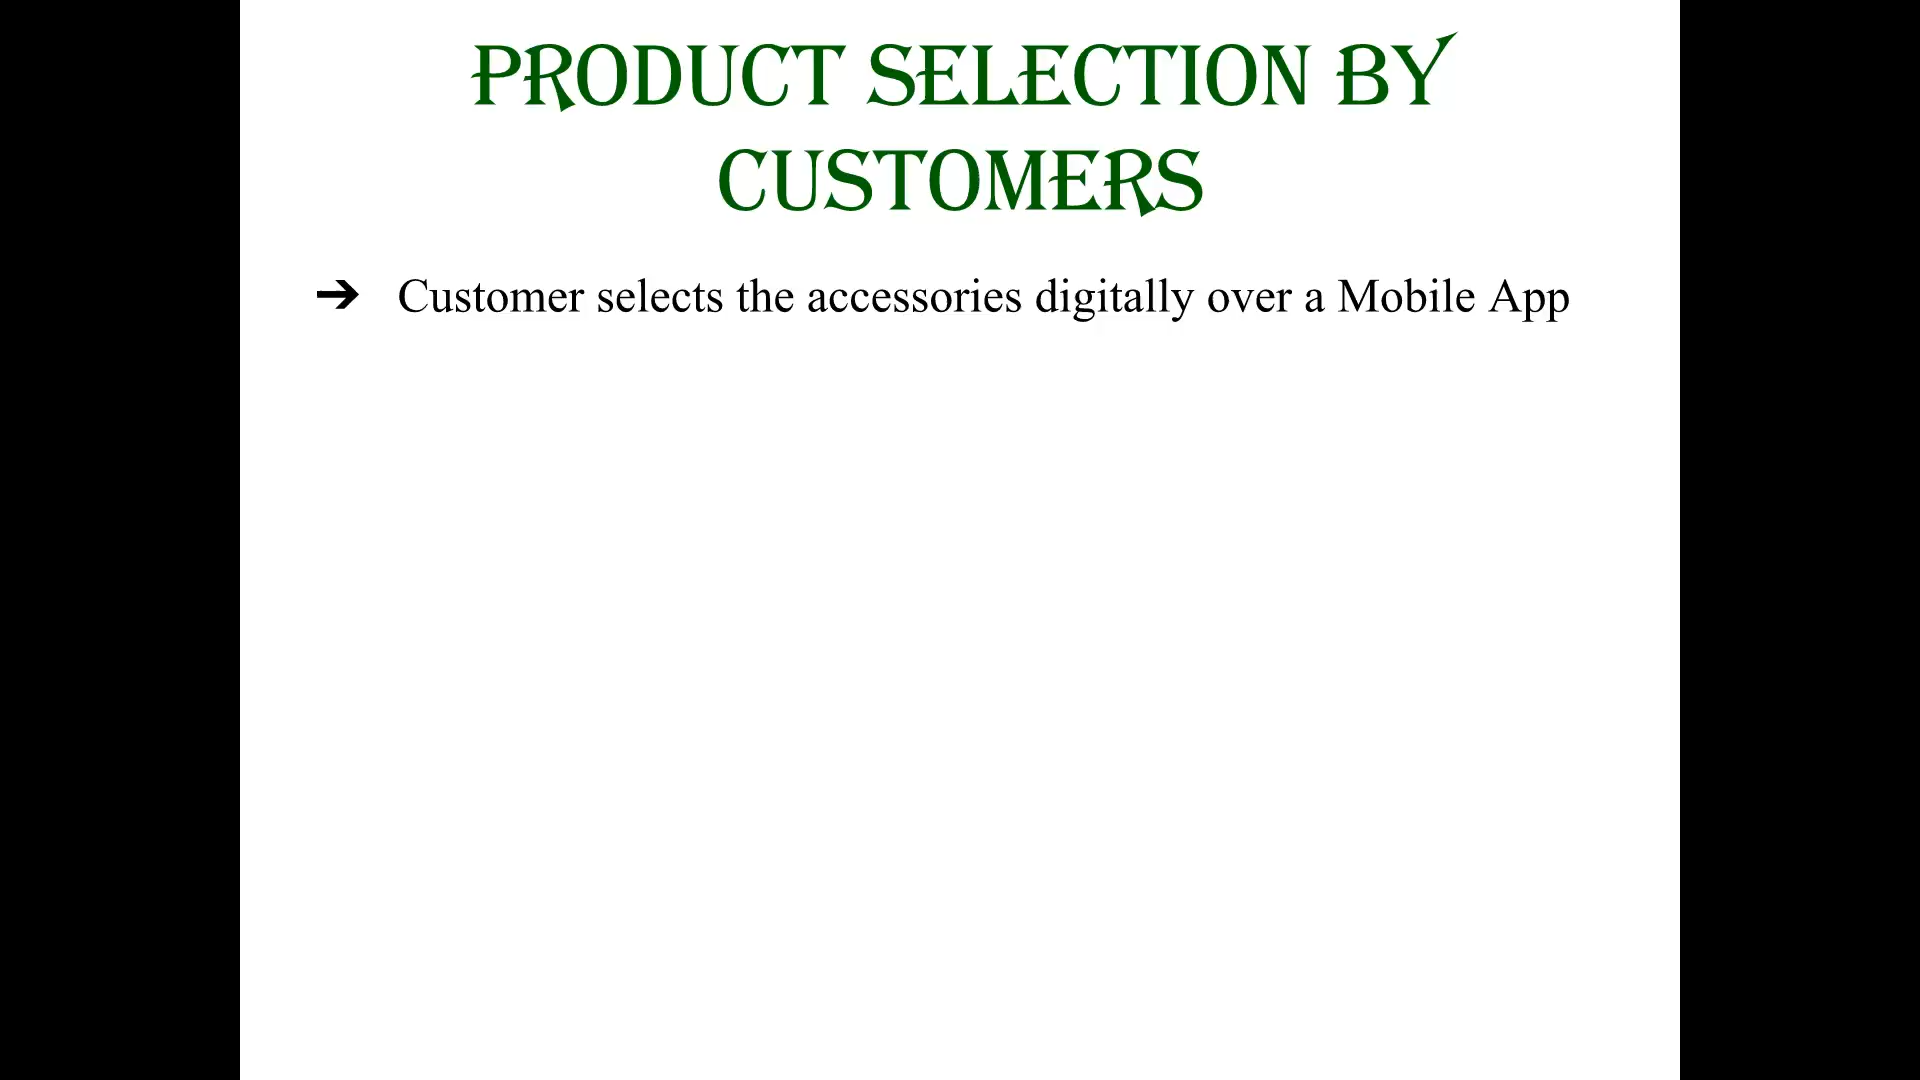 PRODUCT SELECTION BY
CUSTOMERS
➔ Customer selects the accessories digitally over a Mobile App